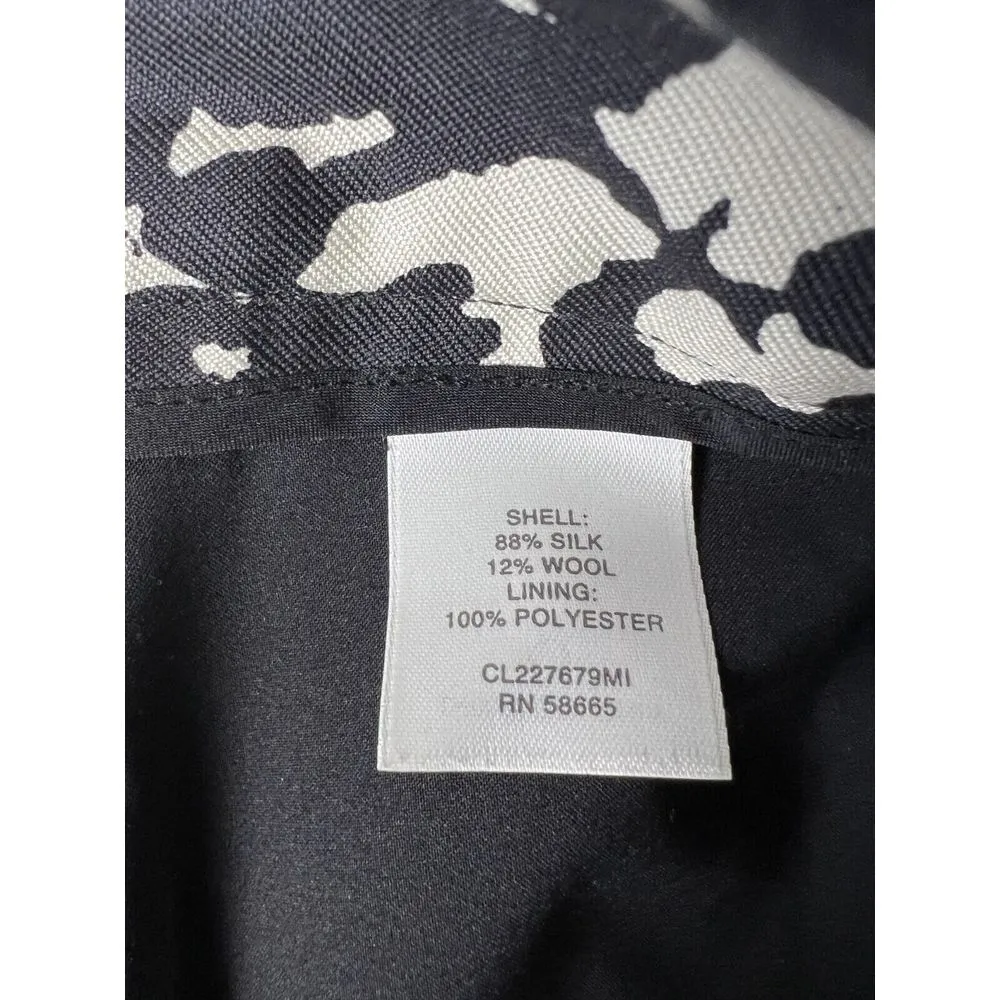 SHELL:
88% SILK
12% WOOL
LINING:
100% POLYESTER
CL227679MI
RN 58665